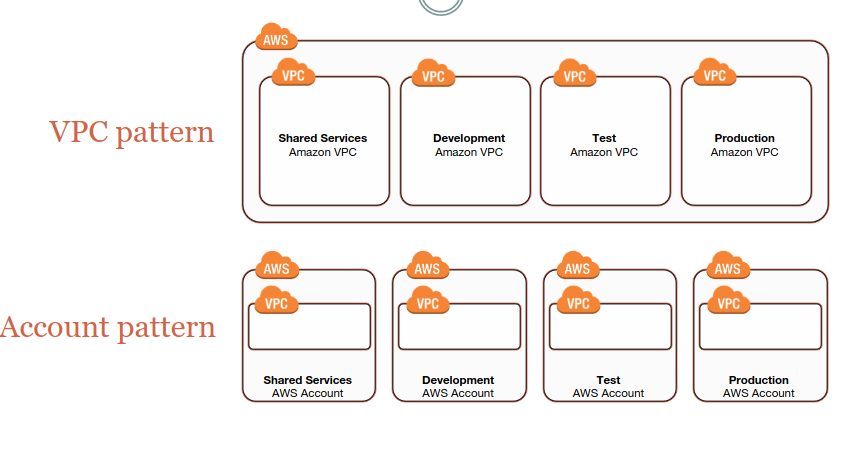 AWS
VPC VPC VPC VPC
VPC pattern
Shared Services Development Test Production
Amazon VPC Amazon VPC Amazon VPC Amazon VPC
AWS AWS AWS AWS
VPC VPC VPC VPC
Account pattern
Shared Services Development Test Production
AWS Account AWS Account AWS Account AWS Account